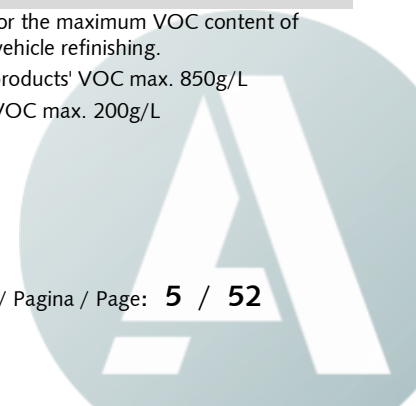 or the maximum VOC content of
vehicle refinishing.
products' VOC max. 850g/L
VOC max. 200g/L
/ Pagina / Page: 5 / 52